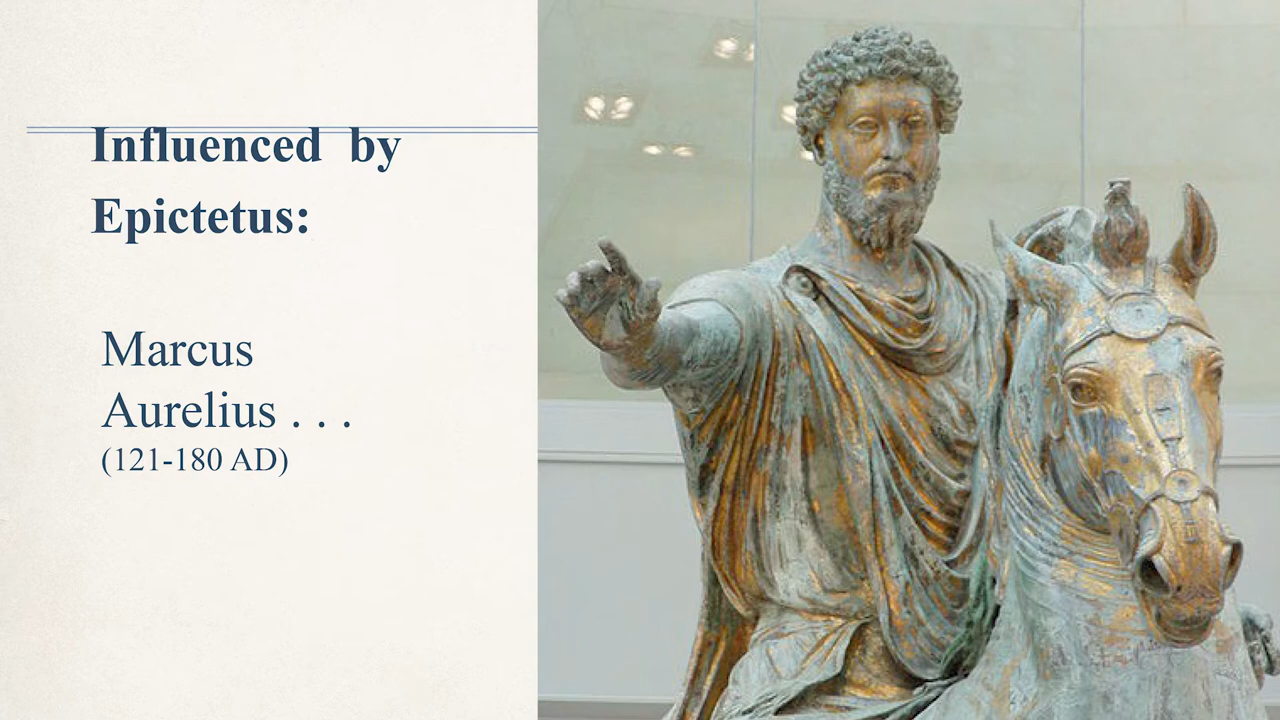 Influenced by
Epictetus:
Marcus
Aurelius . . .
(121-180 AD)